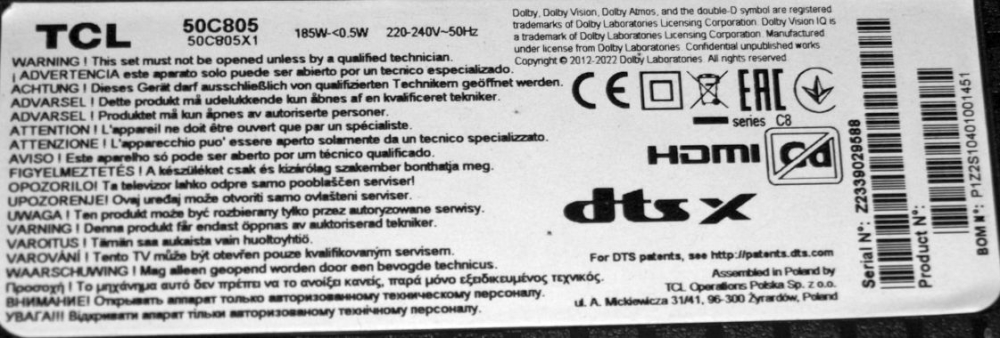 TCL
50C805
50C805X1
185W~<0.5W 220-240V~50Hz
WARNING ! This set must not be opened unless by a qualified technician.
¡ ADVERTENCIA este aparato solo puede ser abierto por un tecnico especializado.
ACHTUNG ! Dieses Gerät darf ausschließlich von qualifizierten Technikern geöffnet werden.
ADVARSEL ! Dette produkt må udelukkende kun åbnes af en kvalificeret tekniker.
ADVARSEL ! Produktet må kun åpnes av autoriserte personer.
ATTENTION ! L'appareil ne doit être ouvert que par un spécialiste.
ATTENZIONE ! L'apparecchio puo' essere aperto solamente da un tecnico specializzato.
AVISO ! Este aparelho só pode ser aberto por um técnico qualificado.
FIGYELMEZTETÉS ! A készüléket csak és kizárólag szakember bonthatja meg.
OPOZORILO! Ta televizor lahko odpre samo pooblaščen serviser!
UPOZORENJE! Ovaj uređaj može otvoriti samo ovlašteni serviser.
UWAGA ! Ten produkt może być rozbierany tylko przez autoryzowane serwisy.
VARNING ! Denna produkt får endast öppnas av auktoriserad tekniker.
VAROITUS ! Tämän saa aukaista vain huoltoyhtiö.
VAROVÁNÍ ! Tento TV může být otevřen pouze kvalifikovaným servisem.
WAARSCHUWING ! Mag alleen geopend worden door een bevogde technicus.
Προσοχή ! Το μηχάνημα αυτό δεν πρέπει να το ανοίξει κανείς, παρά μόνο εξειδικευμένος τεχνικός.
ВНИМАНИЕ! Открывать аппарат только авторизованному техническому персоналу.
УВАГА!!! Відкривати апарат тільки авторизованому технічному персоналу.
Dolby, Dolby Vision, Dolby Atmos, and the double-D symbol are registered
trademarks of Dolby Laboratories Licensing Corporation. Dolby Vision IQ is
a trademark of Dolby Laboratories Licensing Corporation. Manufactured
under license from Dolby Laboratories. Confidential unpublished works.
Copyright © 2012-2022 Dolby Laboratories. All rights reserved.
CE EAC
series C8
HDMI
dts x
For DTS patents, see http://patents.dts.com
Assembled in Poland by
TCL Operations Polska Sp. z o.o.
ul. A. Mickiewicza 31/41, 96-300 Żyrardów, Poland
Serial N°: Z2339029588
Product N°:
BOM N°: P1Z2S10401001451